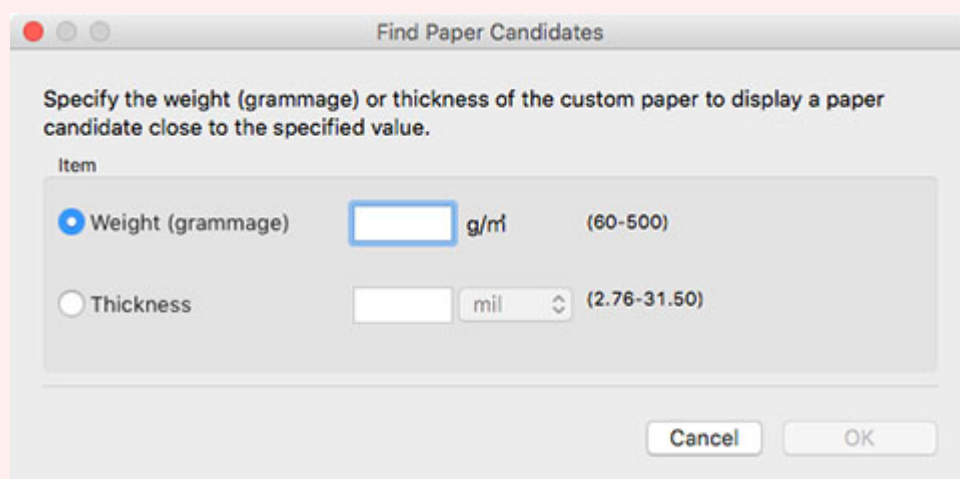 Find Paper Candidates
Specify the weight (grammage) or thickness of the custom paper to display a paper
candidate close to the specified value.
Item
Weight (grammage) g/㎡ (60-500)
Thickness mil (2.76-31.50)
Cancel OK